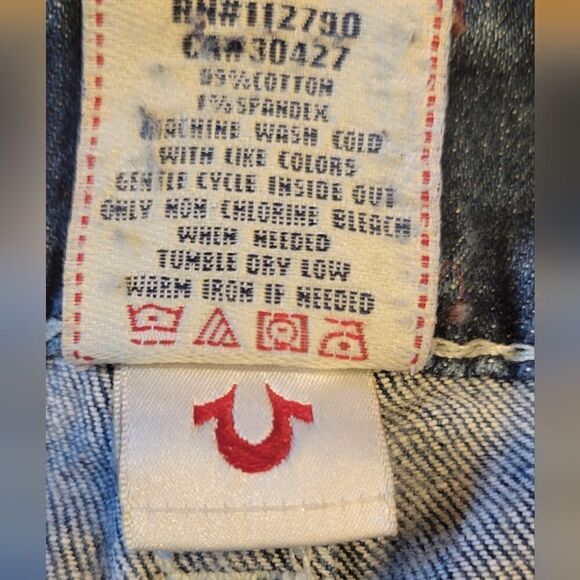 RN#112790
CA#30427
99%COTTON
1%SPANDEX
MACHINE WASH COLD
WITH LIKE COLORS
GENTLE CYCLE INSIDE OUT
ONLY NON CHLORINE BLEACH
WHEN NEEDED
TUMBLE DRY LOW
WARM IRON IF NEEDED